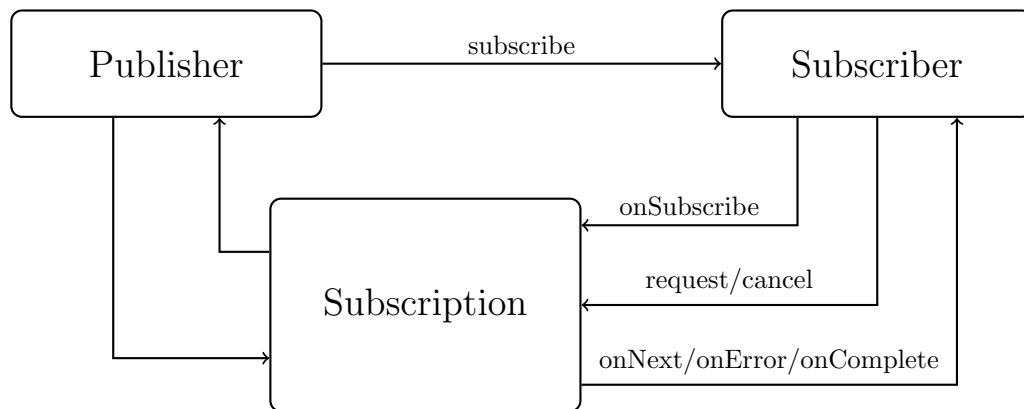 Publisher
subscribe
Subscriber
onSubscribe
request/cancel
Subscription
onNext/onError/onComplete